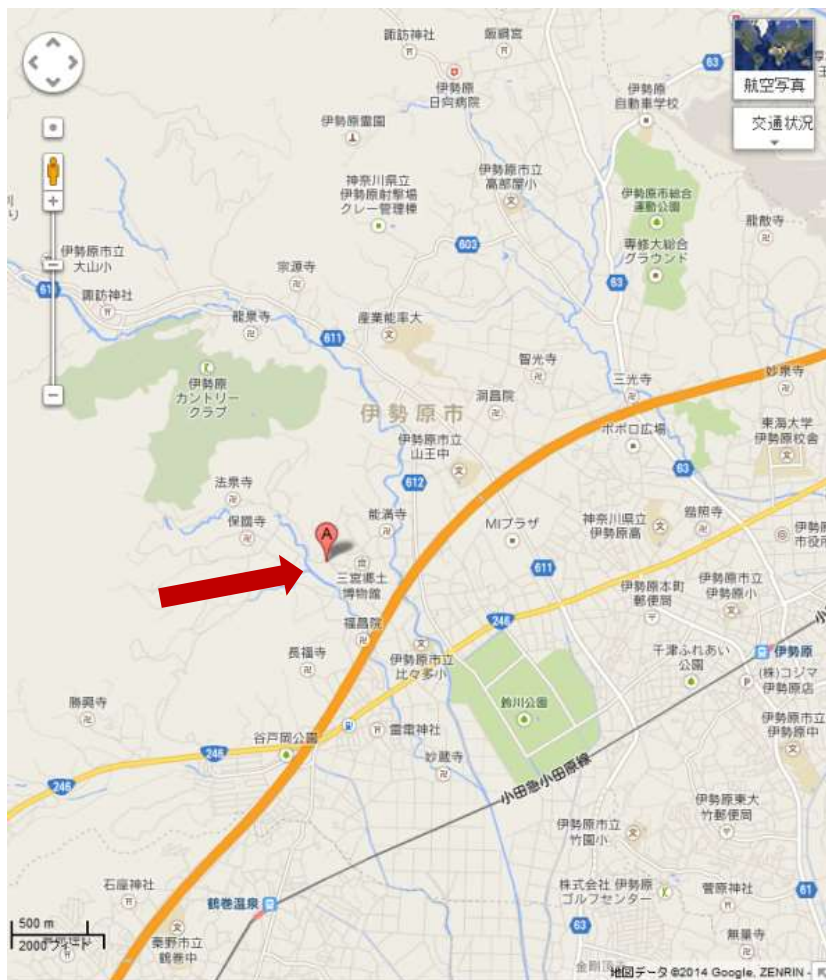 諏訪神社
飯綱宮
63
伊勢原
日向病院
伊勢原
自動車学校
航空写真
交通状況
伊勢原霊園
神奈川県立
伊勢原射撃場
クレー管理棟
伊勢原市立
高部屋小
伊勢原市総合
運動公園
龍散寺
専修大総合
グラウンド
603
63
伊勢原市立
大山小
宗源寺
諏訪神社
龍泉寺
611
産業能率大
智光寺
三光寺
妙泉寺
伊勢原
カントリー
クラブ
洞昌院
伊勢原市
ポポロ広場
東海大学
伊勢原校舎
伊勢原市立
山王中
63
612
法泉寺
保國寺
能満寺
MIプラザ
神奈川県立
伊勢原高
A
三宮郷土
博物館
611
伊勢原本町
郵便局
伊勢原市立
伊勢原小
福昌院
246
長福寺
伊勢原市立
比々多小
千津ふれあい
公園
伊勢原
(株)コジマ
伊勢原店
勝興寺
鈴川公園
伊勢原市立
伊勢原中
246
谷戸岡公園
雷電神社
妙蔵寺
246
小田急小田原線
伊勢原東大
竹郵便局
伊勢原市立
竹園小
石座神社
鶴巻温泉
株式会社 伊勢原
ゴルフセンター
菅原神社
61
500 m
2000 フィート
秦野市立
鶴巻中
63
無量寺
地図データ ©2014 Google, ZENRIN -